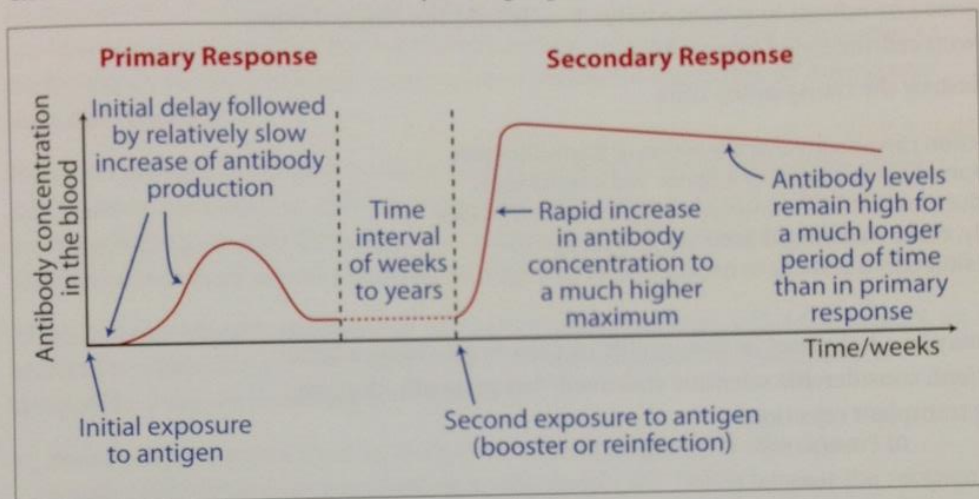 Primary Response
Secondary Response
Antibody concentration
in the blood
Initial delay followed
by relatively slow
increase of antibody
production
Time
interval
of weeks
to years
Rapid increase
in antibody
concentration to
a much higher
maximum
Antibody levels
remain high for
a much longer
period of time
than in primary
response
Time/weeks
Initial exposure
to antigen
Second exposure to antigen
(booster or reinfection)